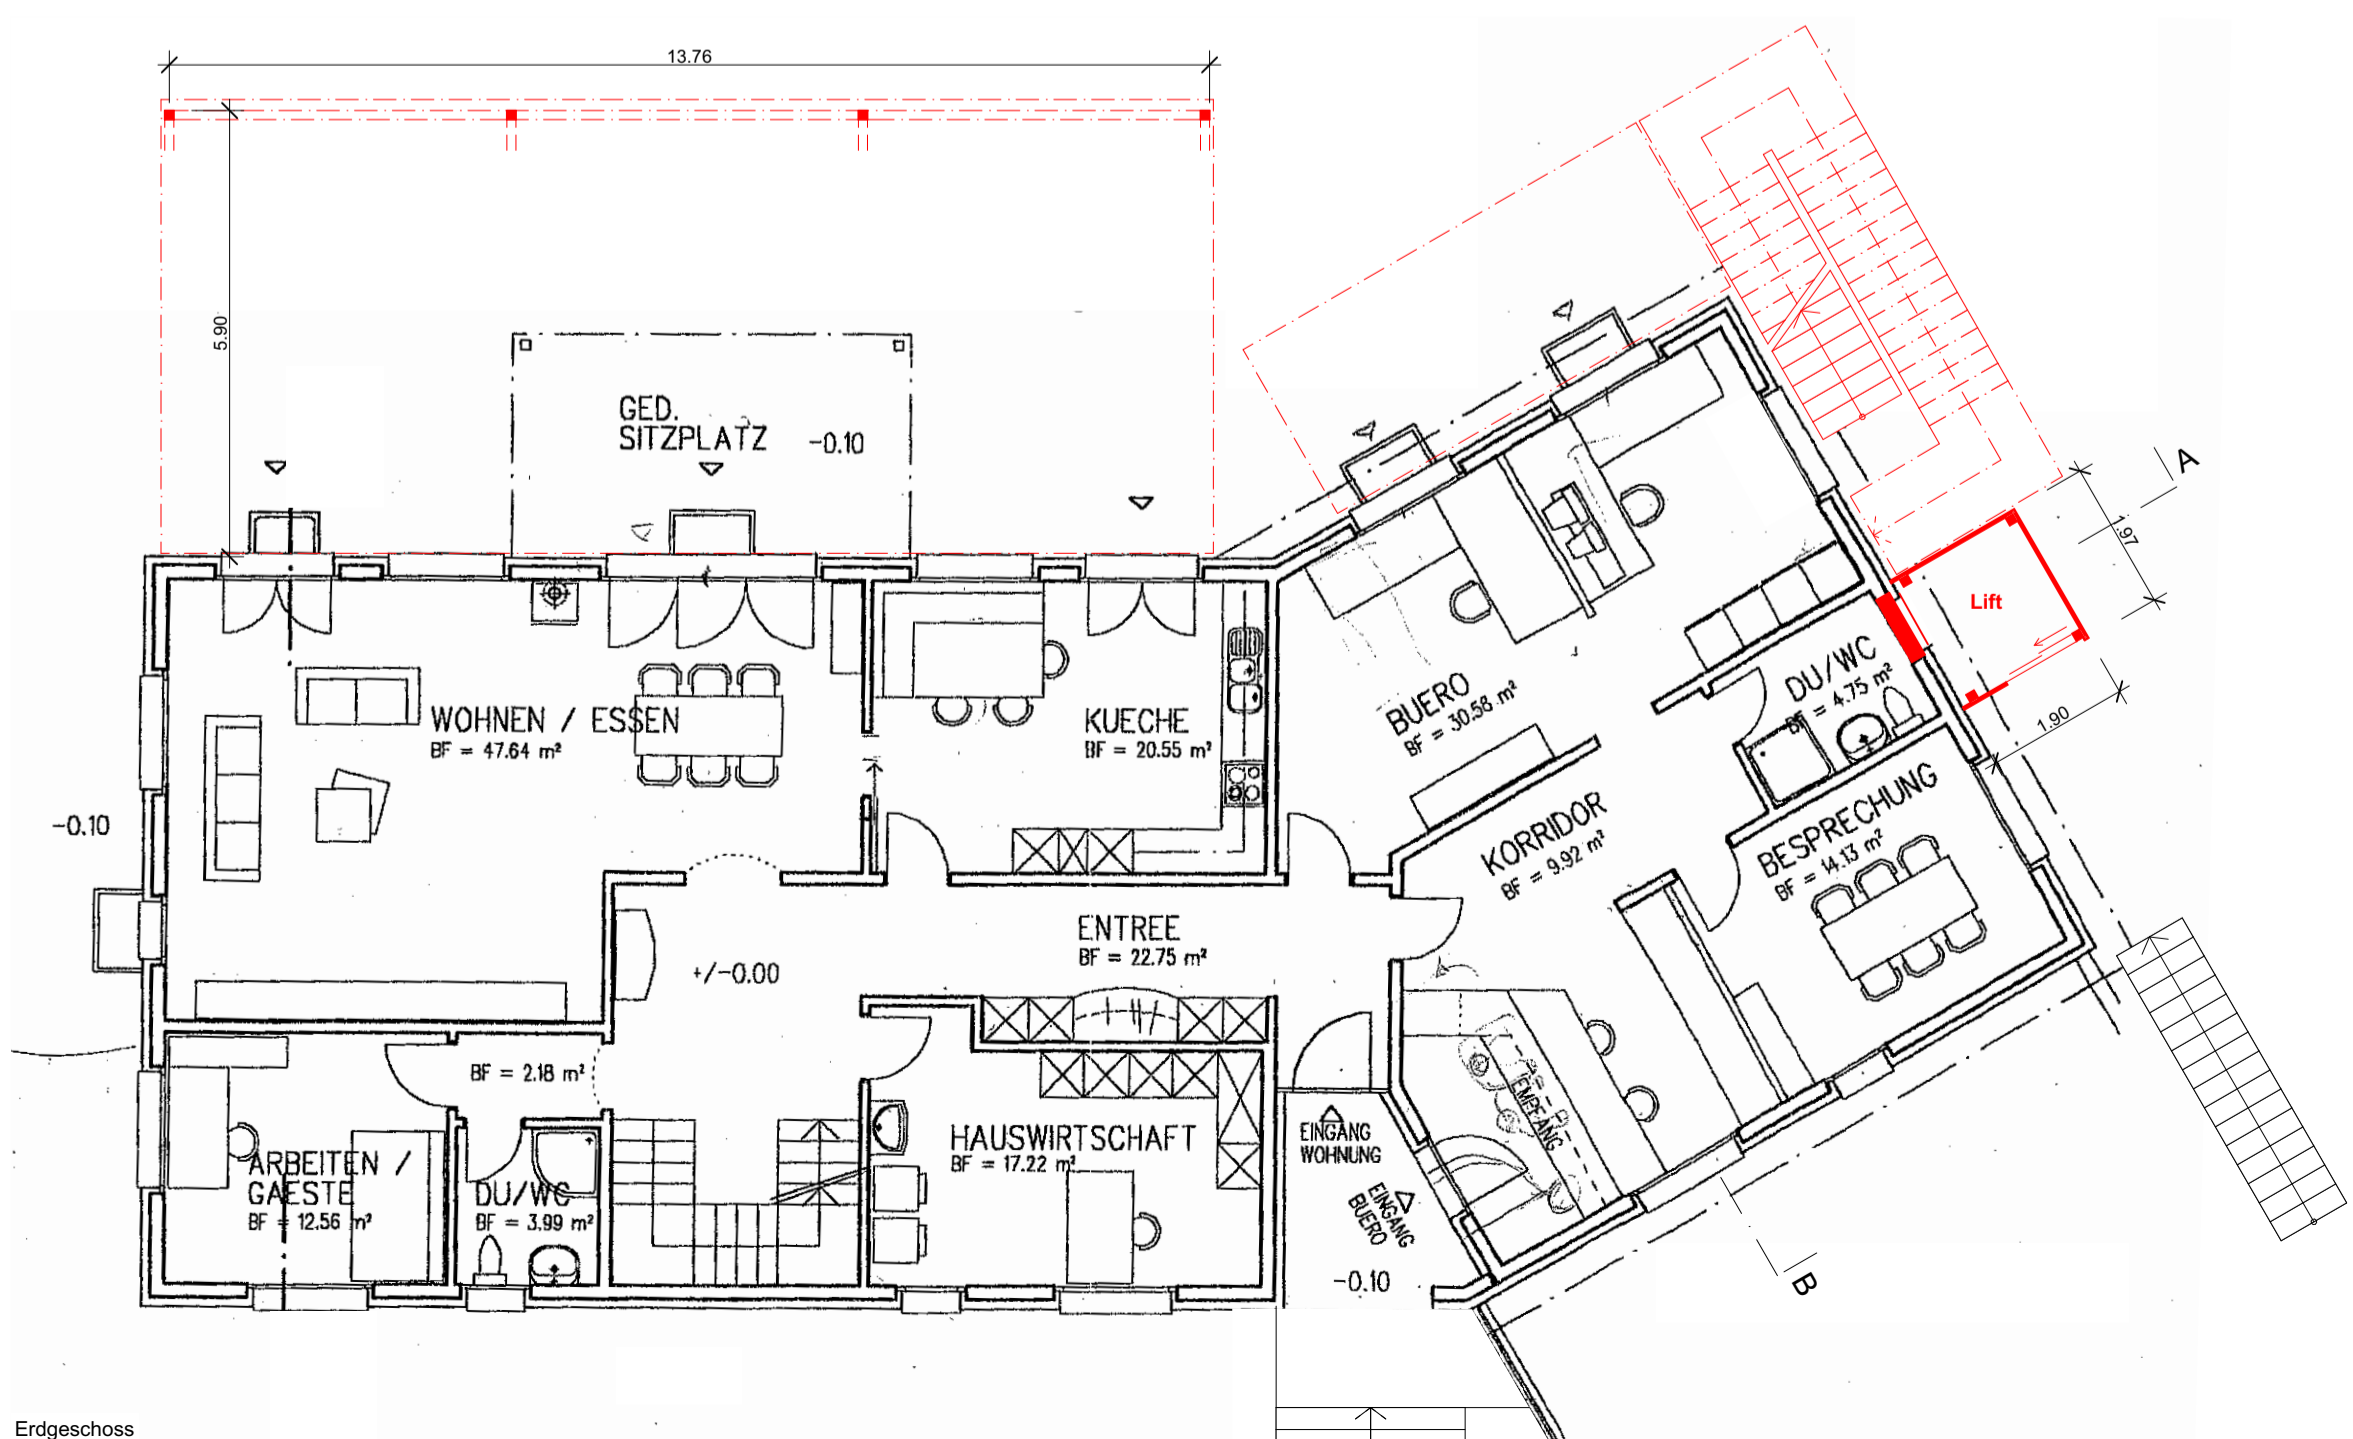 13.76
5.90
GED.
SITZPLATZ
-0.10
A
1.97
Lift
1.90
WOHNEN / ESSEN
BF = 47.64 m²
KUECHE
BF = 20.55 m²
BUERO
BF = 30.58 m²
DU/WC
BF = 4.75 m²
KORRIDOR
BF = 9.92 m²
BESPRECHUNG
BF = 14.13 m²
-0.10
ENTREE
BF = 22.75 m²
+/-0.00
BF = 2.18 m²
EMPFANG
ARBEITEN /
GAESTE
BF = 12.56 m²
DU/WC
BF = 3.99 m²
HAUSWIRTSCHAFT
BF = 17.22 m²
EINGANG
WOHNUNG
EINGANG
BUERO
-0.10
B
Erdgeschoss